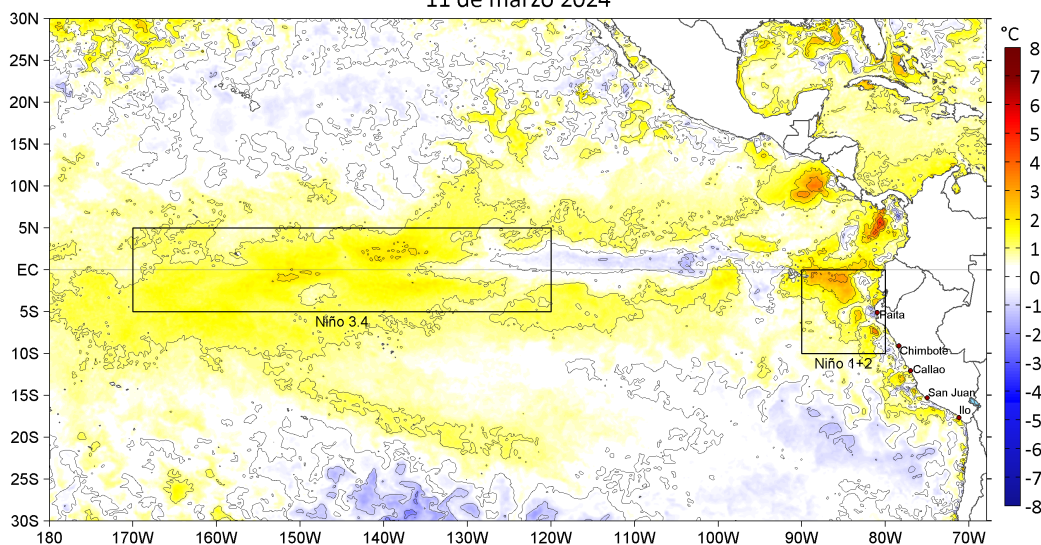 11 de marzo 2024
30N
25N
20N
15N
10N
5N
EC
5S
10S
15S
20S
25S
30S
180
170W
160W
150W
140W
130W
120W
110W
100W
90W
80W
70W
Niño 3.4
Niño 1+2
Paita
Chimbote
Callao
San Juan
Ilo
°C
8
7
6
5
4
3
2
1
0
-1
-2
-3
-4
-5
-6
-7
-8